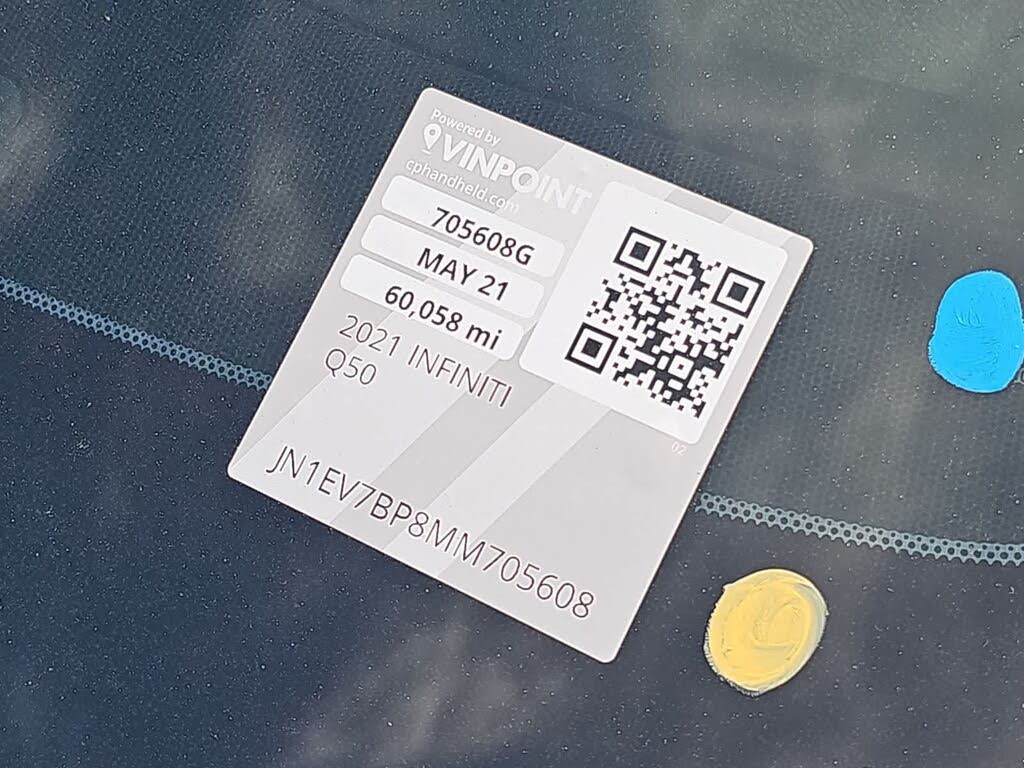 Powered by
VINPOINT
cphandheld.com
705608G
MAY 21
60,058 mi
2021 INFINITI
Q50
02
JN1EV7BP8MM705608